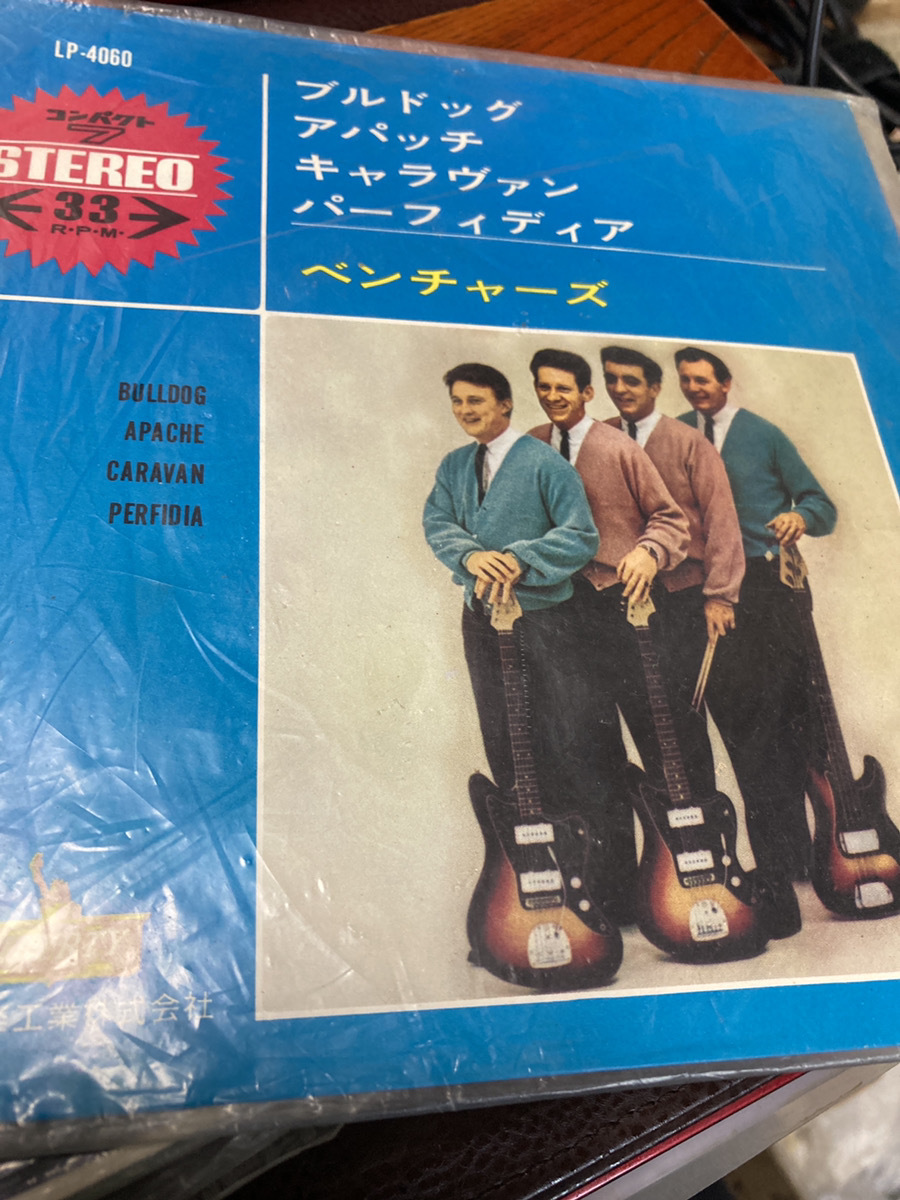 LP-4060
コンパクト
7
STEREO
33
R・P・M・
ブルドッグ
アパッチ
キャラヴァン
パーフィディア
ベンチャーズ
BULLDOG
APACHE
CARAVAN
PERFIDIA
工業株式会社